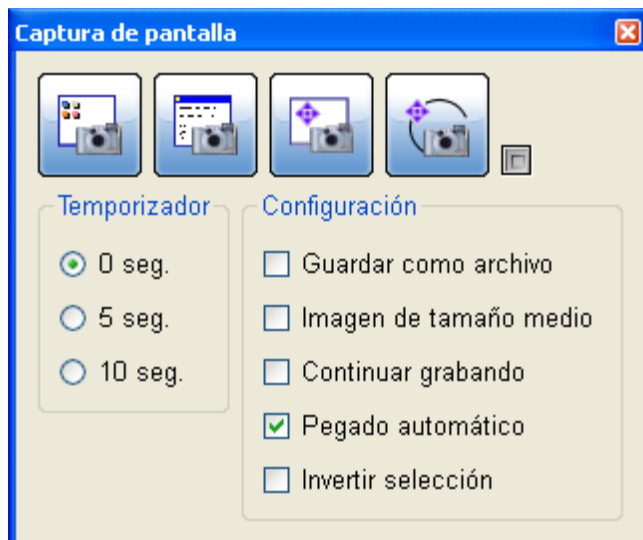 Captura de pantalla
Temporizador
0 seg.
5 seg.
10 seg.
Configuración
Guardar como archivo
Imagen de tamaño medio
Continuar grabando
Pegado automático
Invertir selección